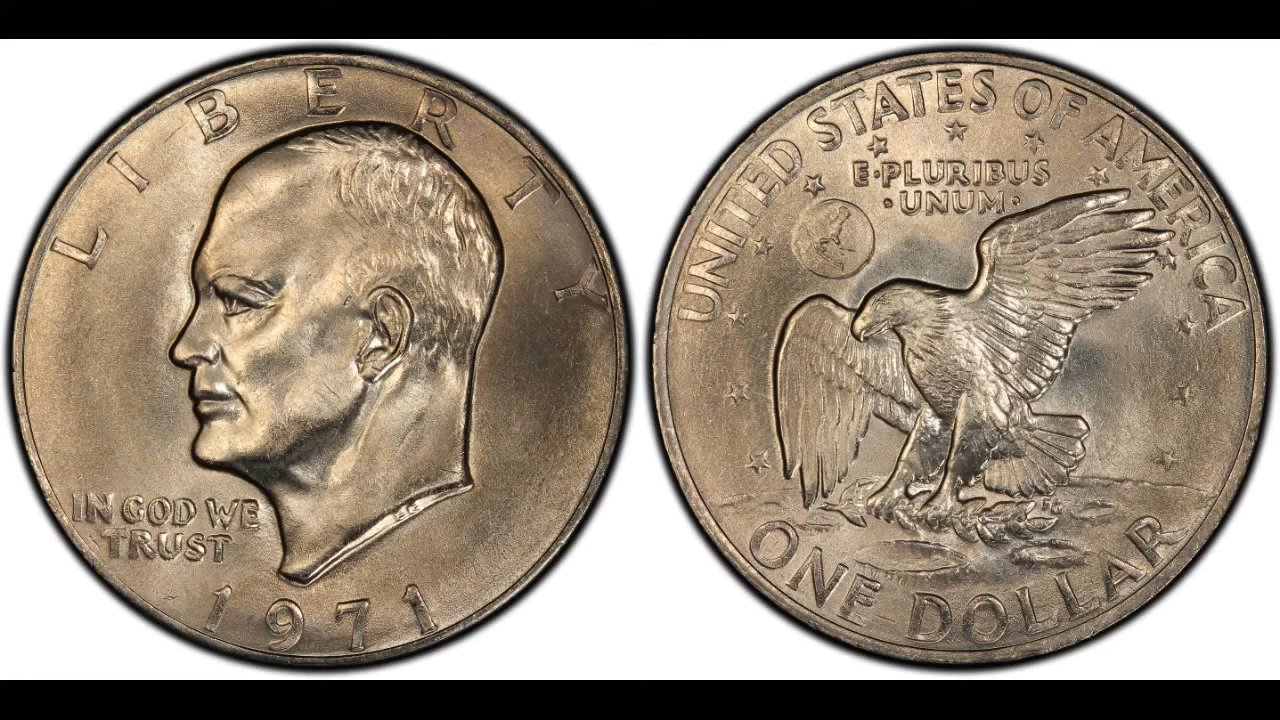 LIBERTY
IN GOD WE
TRUST
1971
UNITED STATES OF AMERICA
E·PLURIBUS
·UNUM·
ONE DOLLAR